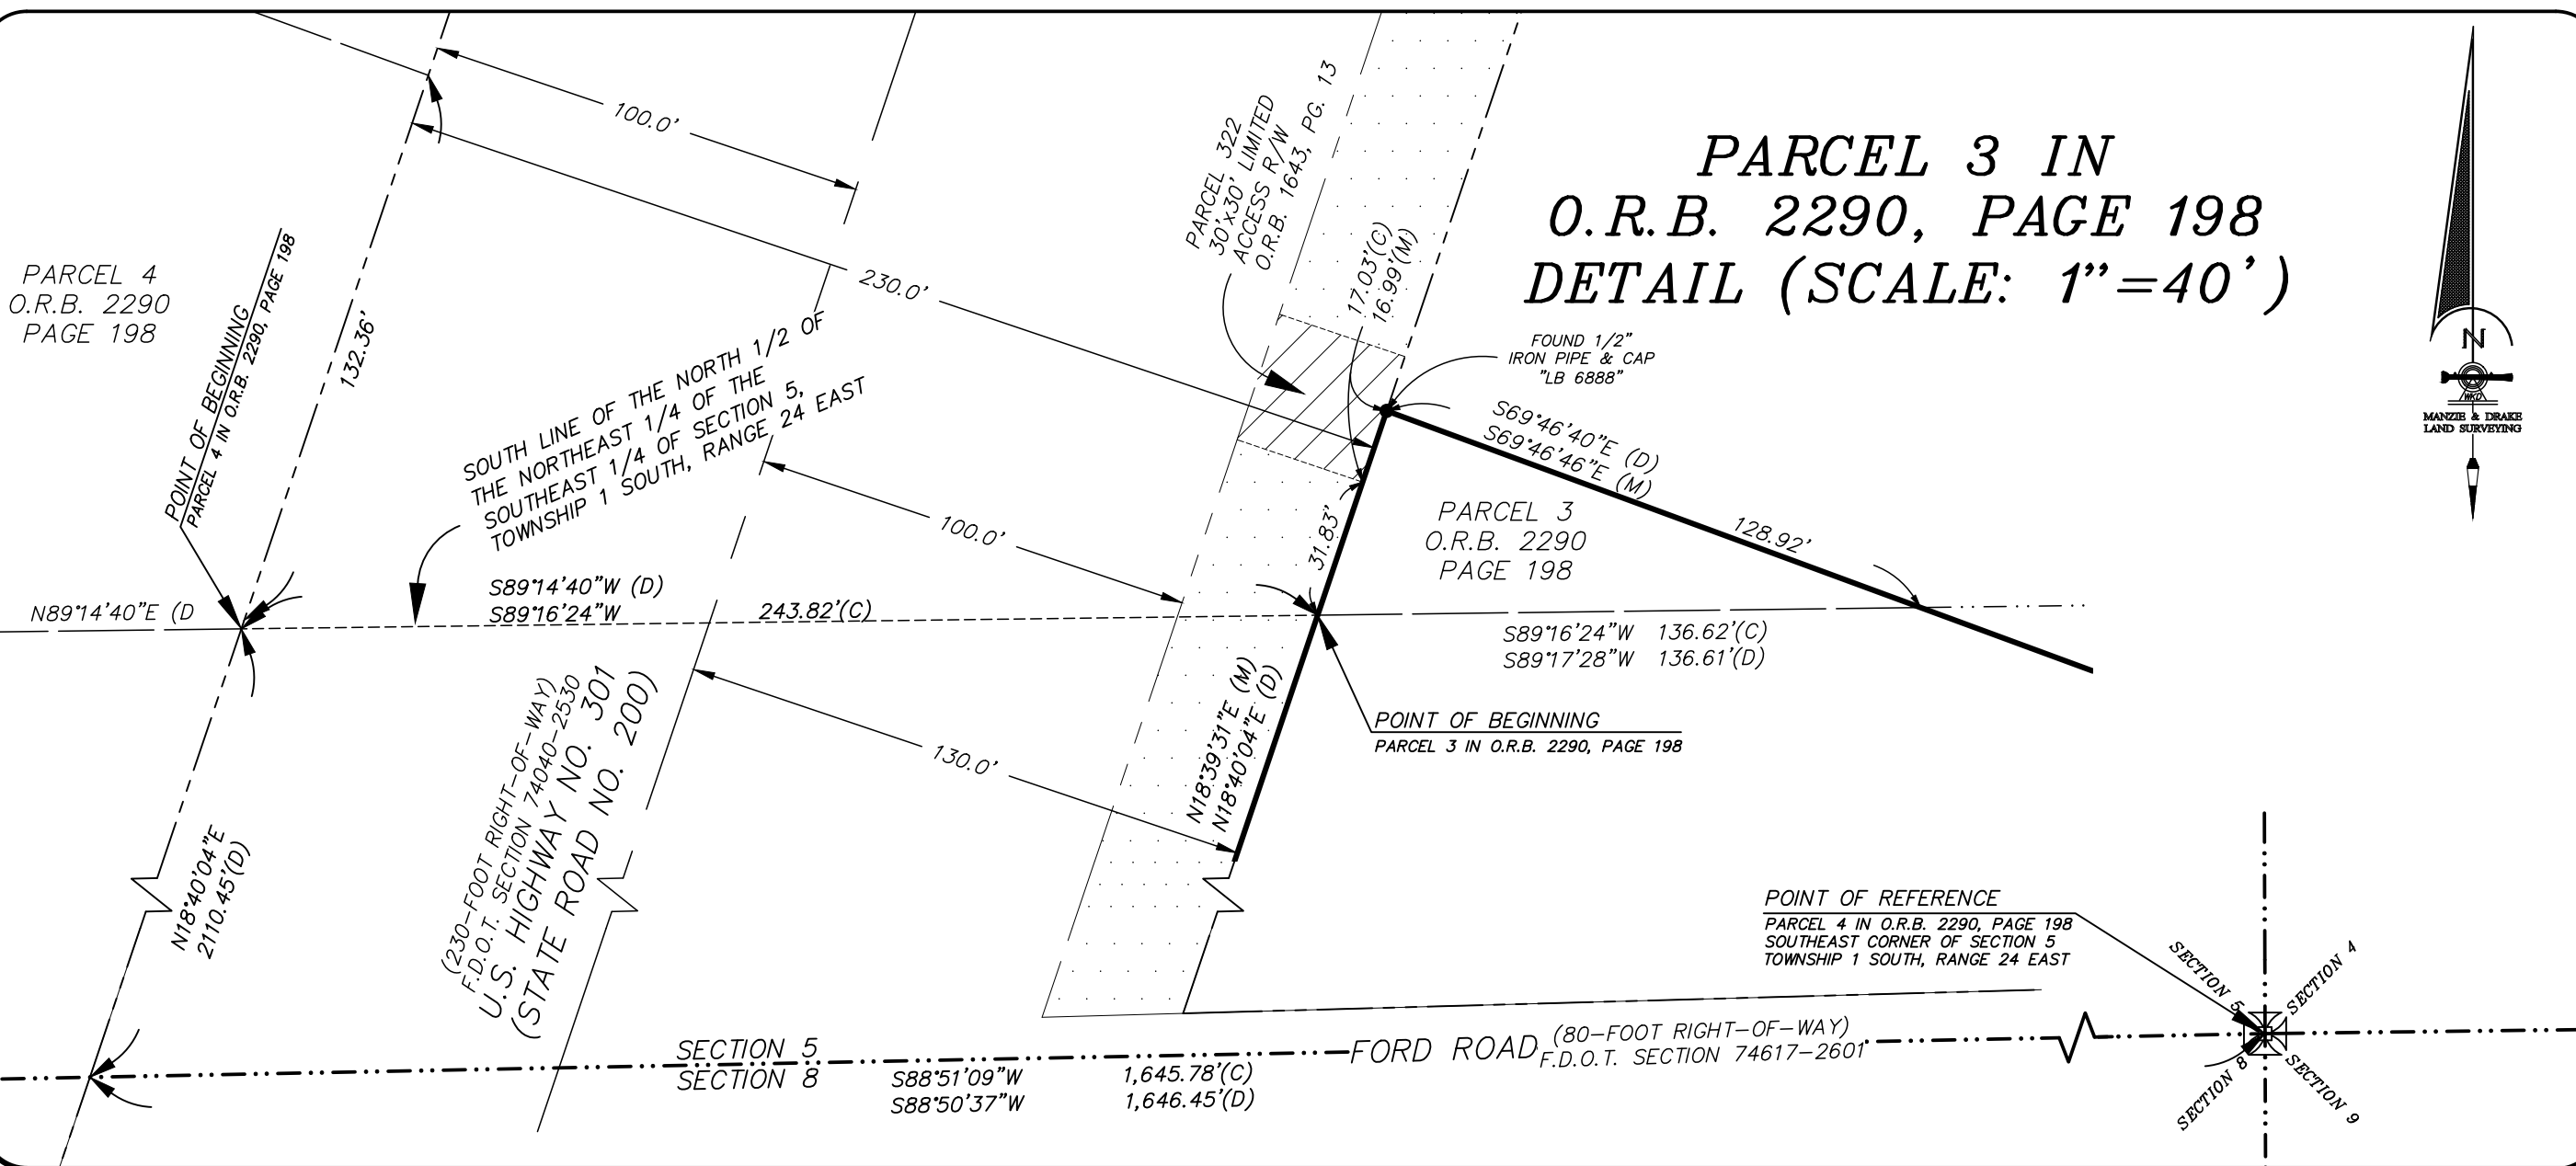 PARCEL 3 IN
O.R.B. 2290, PAGE 198
DETAIL (SCALE: 1"=40')
N
WKD
MANZIE & DRAKE
LAND SURVEYING
100.0'
230.0'
PARCEL 322
30'x30' LIMITED
ACCESS R/W
O.R.B. 1643, PG. 13
17.03'(C)
16.99'(M)
FOUND 1/2"
IRON PIPE & CAP
"LB 6888"
PARCEL 4
O.R.B. 2290
PAGE 198
POINT OF BEGINNING
PARCEL 4 IN O.R.B. 2290, PAGE 198
132.36'
SOUTH LINE OF THE NORTH 1/2 OF
THE NORTHEAST 1/4 OF THE
SOUTHEAST 1/4 OF SECTION 5,
TOWNSHIP 1 SOUTH, RANGE 24 EAST
S69°46'40"E (D)
S69°46'46"E (M)
128.92'
PARCEL 3
O.R.B. 2290
PAGE 198
100.0'
31.83'
N89°14'40"E (D
S89°14'40"W (D)
S89°16'24"W 243.82'(C)
S89°16'24"W 136.62'(C)
S89°17'28"W 136.61'(D)
POINT OF BEGINNING
PARCEL 3 IN O.R.B. 2290, PAGE 198
N18°39'31"E (M)
N18°40'04"E (D)
130.0'
(230-FOOT RIGHT-OF-WAY)
F.D.O.T. SECTION 74040-2530
U.S. HIGHWAY NO. 301
(STATE ROAD NO. 200)
N18°40'04"E
2110.45'(D)
POINT OF REFERENCE
PARCEL 4 IN O.R.B. 2290, PAGE 198
SOUTHEAST CORNER OF SECTION 5
TOWNSHIP 1 SOUTH, RANGE 24 EAST
SECTION 5
SECTION 4
SECTION 8
SECTION 9
SECTION 5
SECTION 8
FORD ROAD
(80-FOOT RIGHT-OF-WAY)
F.D.O.T. SECTION 74617-2601
S88°51'09"W 1,645.78'(C)
S88°50'37"W 1,646.45'(D)